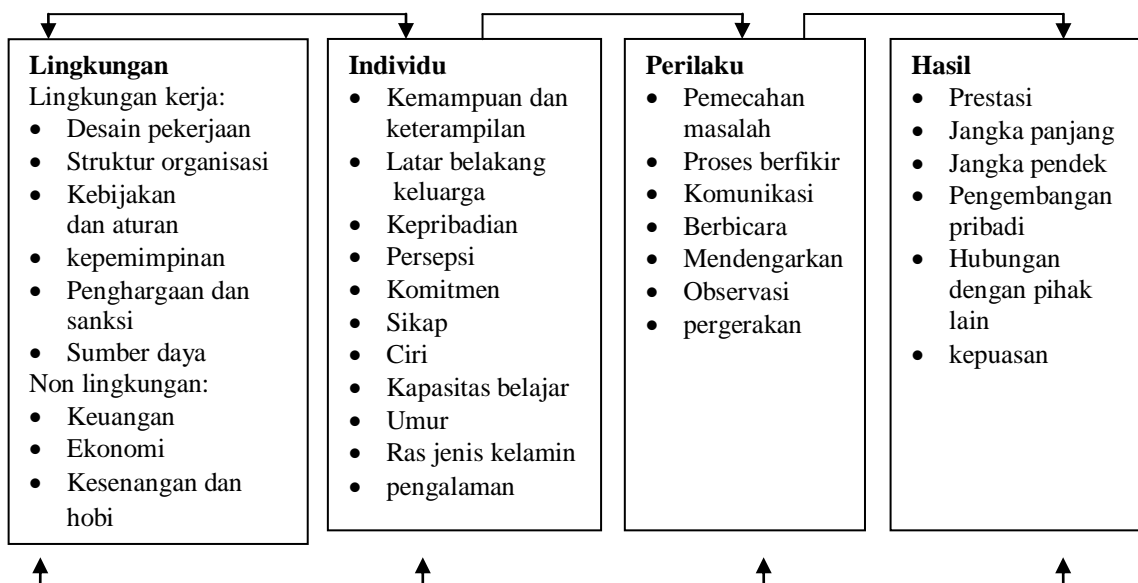 Lingkungan
Lingkungan kerja:
• Desain pekerjaan
• Struktur organisasi
• Kebijakan
dan aturan
• kepemimpinan
• Penghargaan dan
sanksi
• Sumber daya
Non lingkungan:
• Keuangan
• Ekonomi
• Kesenangan dan
hobi
Individu
• Kemampuan dan
keterampilan
• Latar belakang
keluarga
• Kepribadian
• Persepsi
• Komitmen
• Sikap
• Ciri
• Kapasitas belajar
• Umur
• Ras jenis kelamin
• pengalaman
Perilaku
• Pemecahan
masalah
• Proses berfikir
• Komunikasi
• Berbicara
• Mendengarkan
• Observasi
• pergerakan
Hasil
• Prestasi
• Jangka panjang
• Jangka pendek
• Pengembangan
pribadi
• Hubungan
dengan pihak
lain
• kepuasan